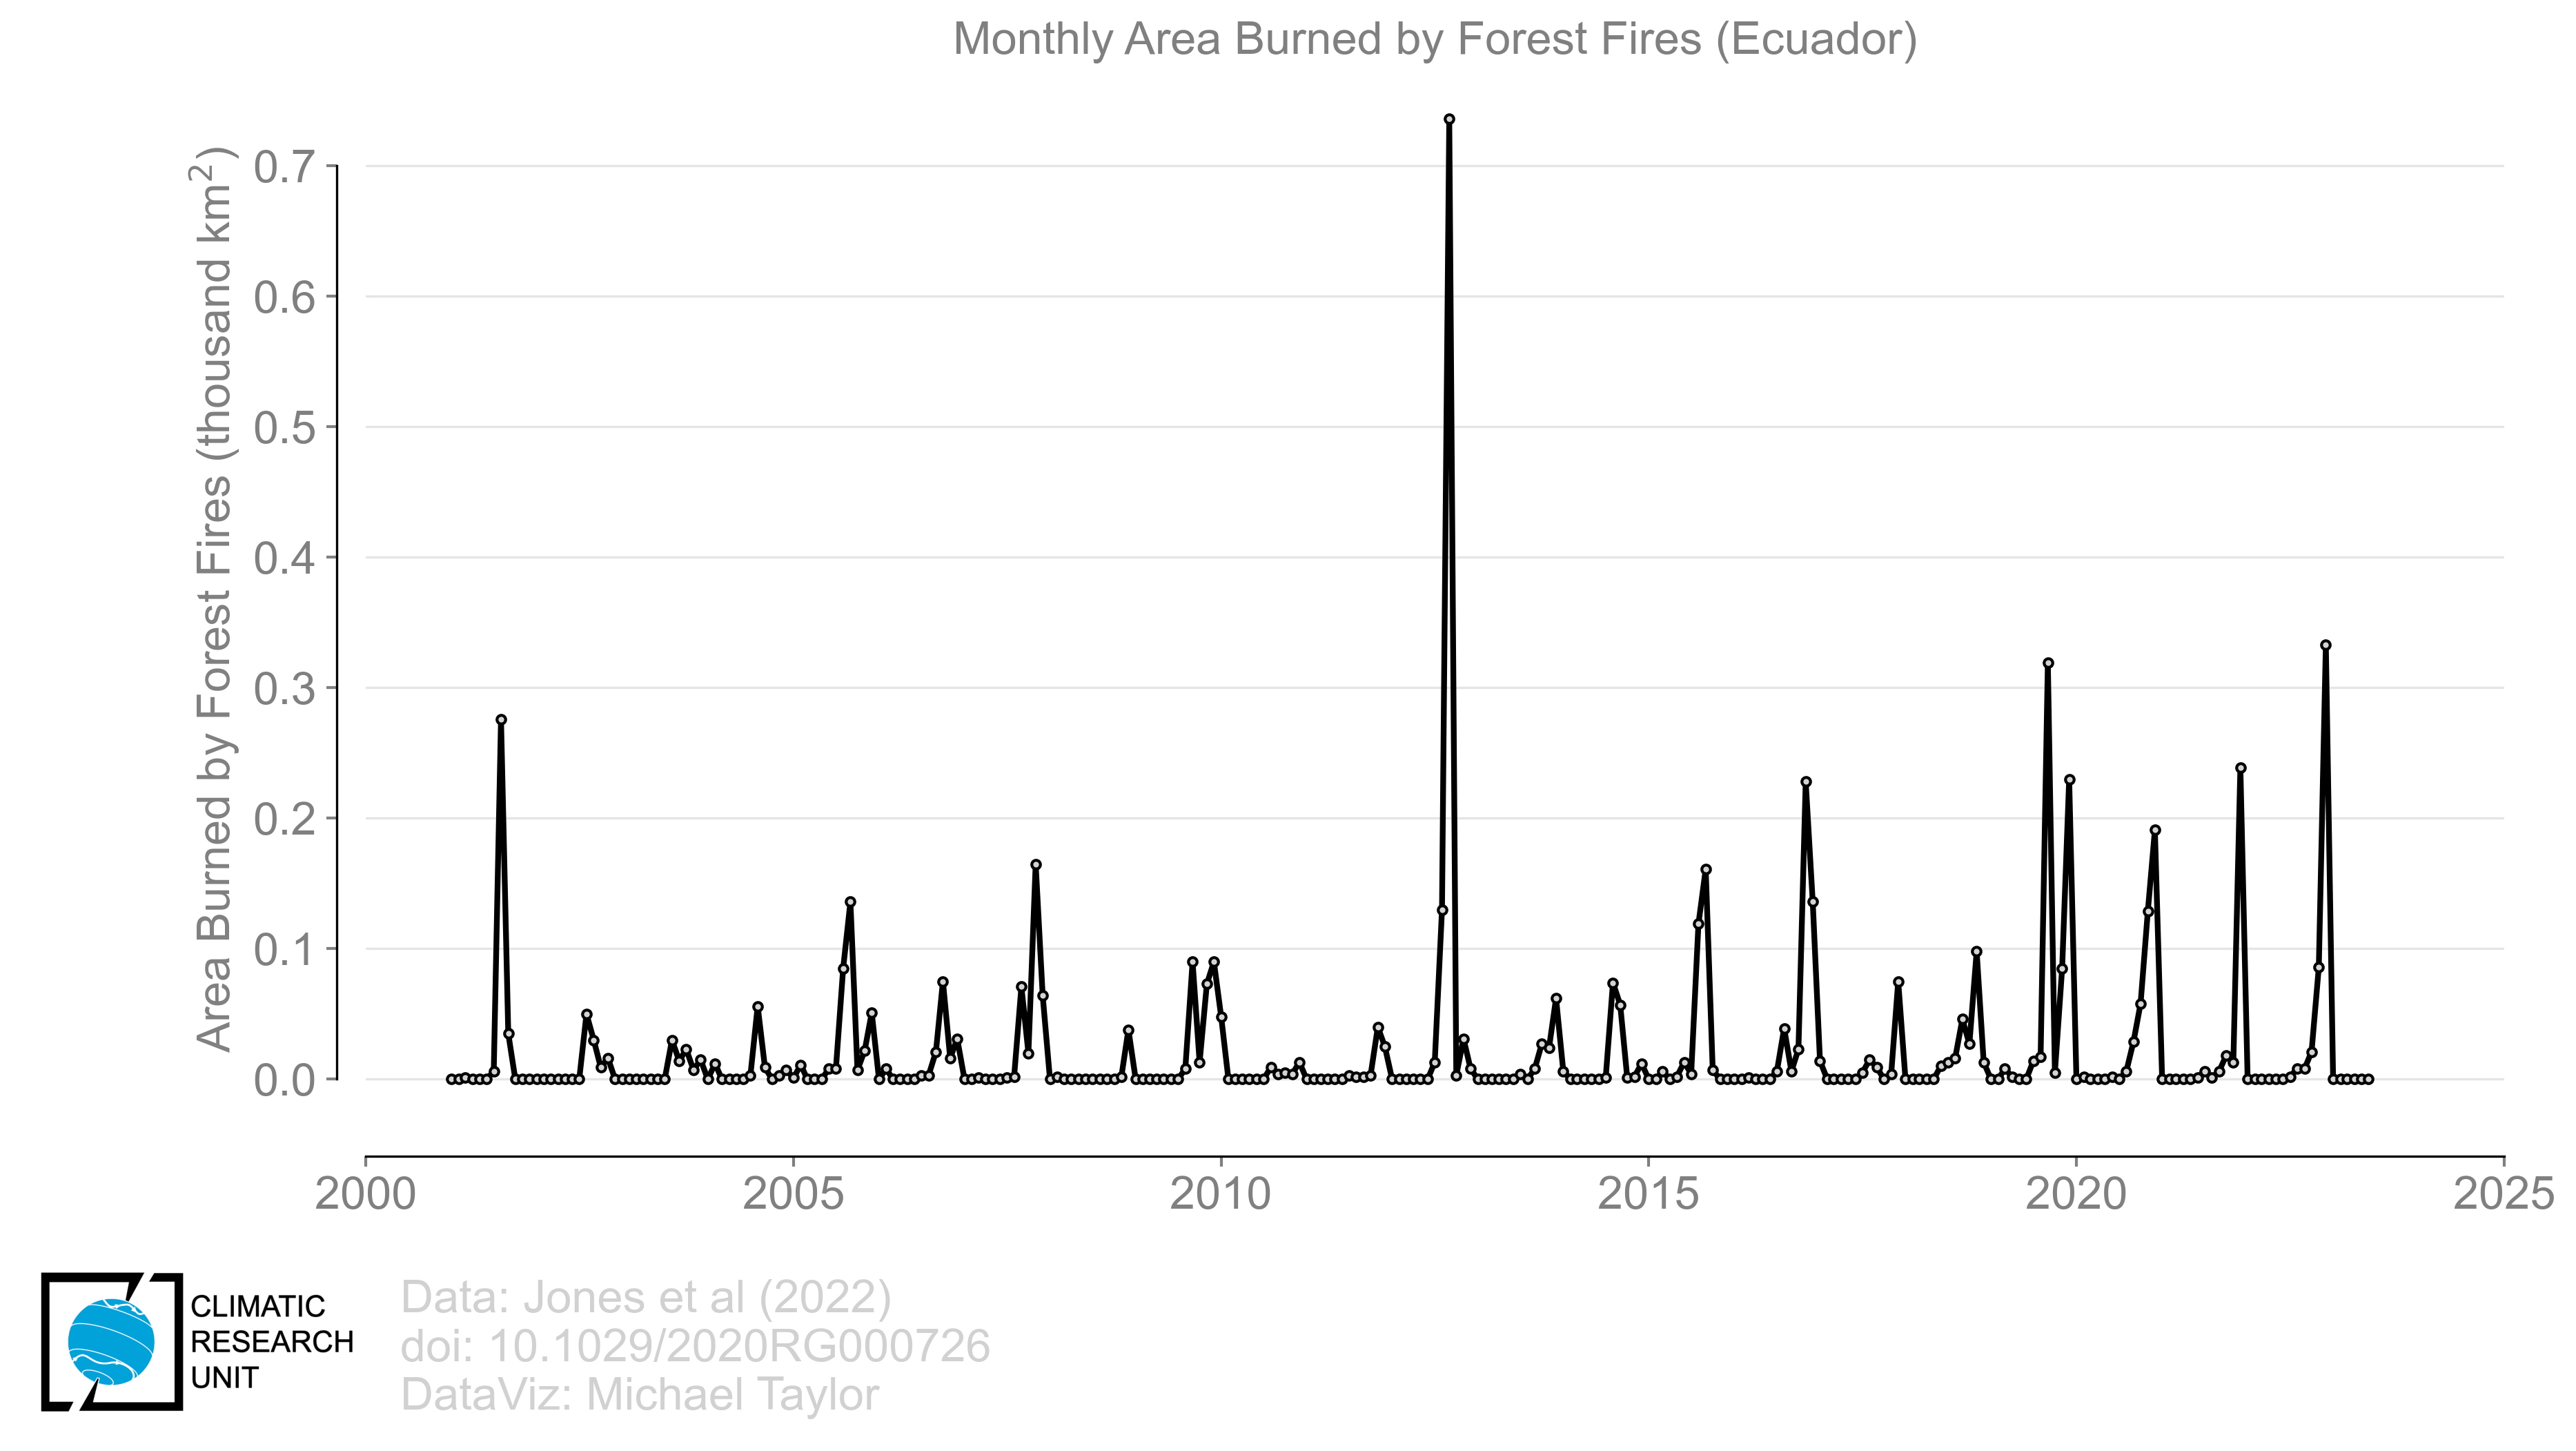 Monthly Area Burned by Forest Fires (Ecuador)
Area Burned by Forest Fires (thousand km²)
0.7
0.6
0.5
0.4
0.3
0.2
0.1
0.0
2000 2005 2010 2015 2020 2025
CLIMATIC
RESEARCH
UNIT
Data: Jones et al (2022)
doi: 10.1029/2020RG000726
DataViz: Michael Taylor